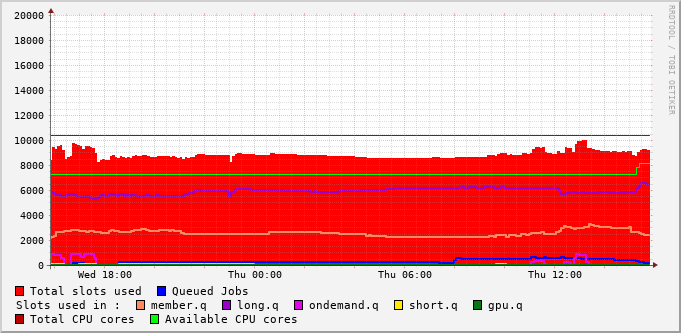 20000
18000
16000
14000
12000
10000
8000
6000
4000
2000
0
Wed 18:00 Thu 00:00 Thu 06:00 Thu 12:00
RRDTOOL / TOBI OETIKER
Total slots used Queued Jobs
Slots used in : member.q long.q ondemand.q short.q gpu.q
Total CPU cores Available CPU cores